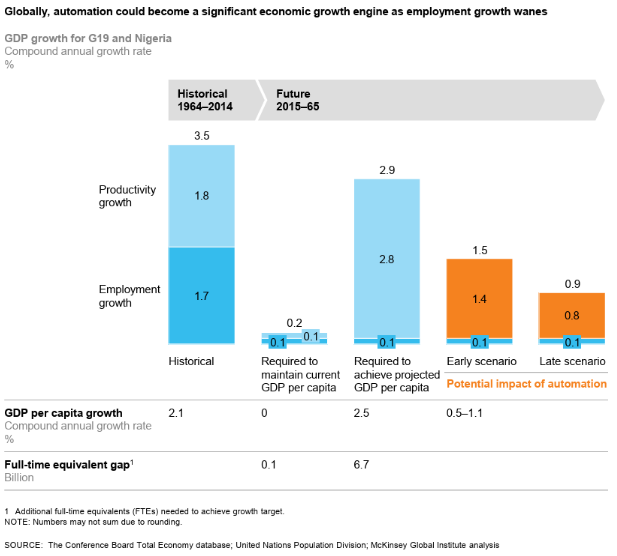 Globally, automation could become a significant economic growth engine as employment growth wanes
GDP growth for G19 and Nigeria
Compound annual growth rate
%
Historical
1964–2014
Future
2015–65
3.5
1.8
1.7
0.2
0.1
0.1
2.9
2.8
0.1
1.5
1.4
0.1
0.9
0.8
0.1
Productivity
growth
Employment
growth
Historical
Required to
maintain current
GDP per capita
Required to
achieve projected
GDP per capita
Early scenario
Late scenario
Potential impact of automation
GDP per capita growth
Compound annual growth rate
%
2.1
0
2.5
0.5–1.1
Full-time equivalent gap1
Billion
0.1
6.7
1 Additional full-time equivalents (FTEs) needed to achieve growth target.
NOTE: Numbers may not sum due to rounding.
SOURCE: The Conference Board Total Economy database; United Nations Population Division; McKinsey Global Institute analysis